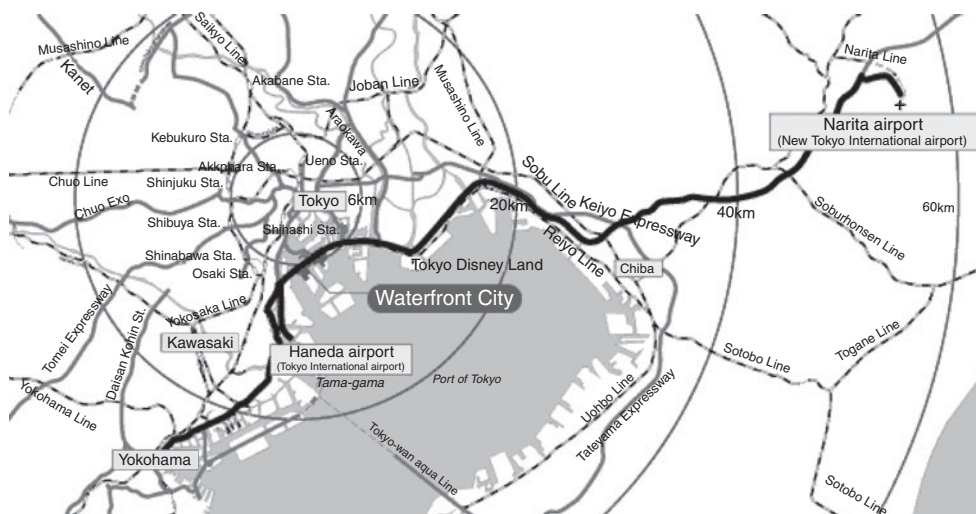 Musashino Line
Kanet
Saikyo Line
Akabane Sta.
Joban Line
Musashino Line
Araokawa
Kebukuro Sta.
Akkphara Sta.
Ueno Sta.
Chuo Line
Shinjuku Sta.
Chuo Exo
Tokyo
6km
Shibuya Sta.
Shihashi Sta.
Shinabawa Sta.
Osaki Sta.
Yokosaka Line
Kawasaki
Tomei Expressway
Daisan Kohin St.
Yokohama Line
Yokohama
Tokyo Disney Land
Waterfront City
Haneda airport
(Tokyo International airport)
Tama-gama
Port of Tokyo
Tokyo-wan aqua Line
20km
Sobu Line
Keiyo Expressway
Reiyo Line
Chiba
40km
60km
Narita Line
Narita airport
(New Tokyo International airport)
Soburhonsen Line
Sotobo Line
Togane Line
Uohbo Line
Tateyama Expressway
Sotobo Line